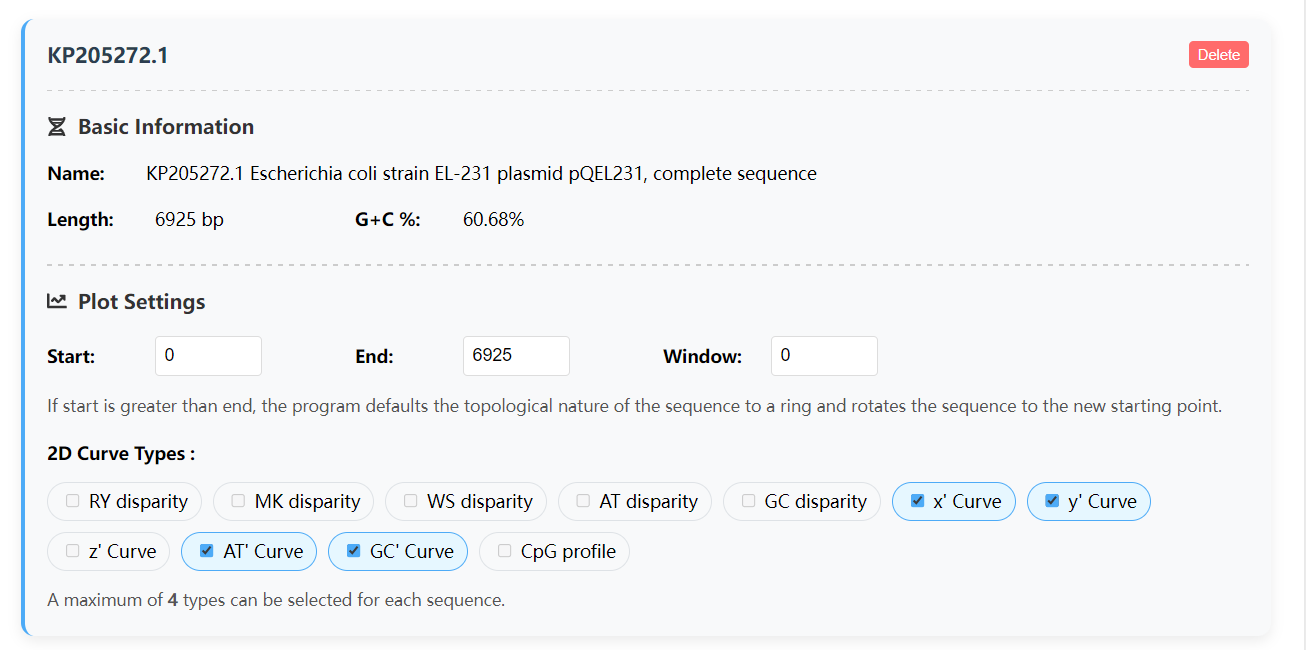 KP205272.1 Delete
Basic Information
Name: KP205272.1 Escherichia coli strain EL-231 plasmid pQEL231, complete sequence
Length: 6925 bp G+C %: 60.68%
Plot Settings
Start: 0 End: 6925 Window: 0
If start is greater than end, the program defaults the topological nature of the sequence to a ring and rotates the sequence to the new starting point.
2D Curve Types :
RY disparity MK disparity WS disparity AT disparity GC disparity x' Curve y' Curve
z' Curve AT' Curve GC' Curve CpG profile
A maximum of 4 types can be selected for each sequence.